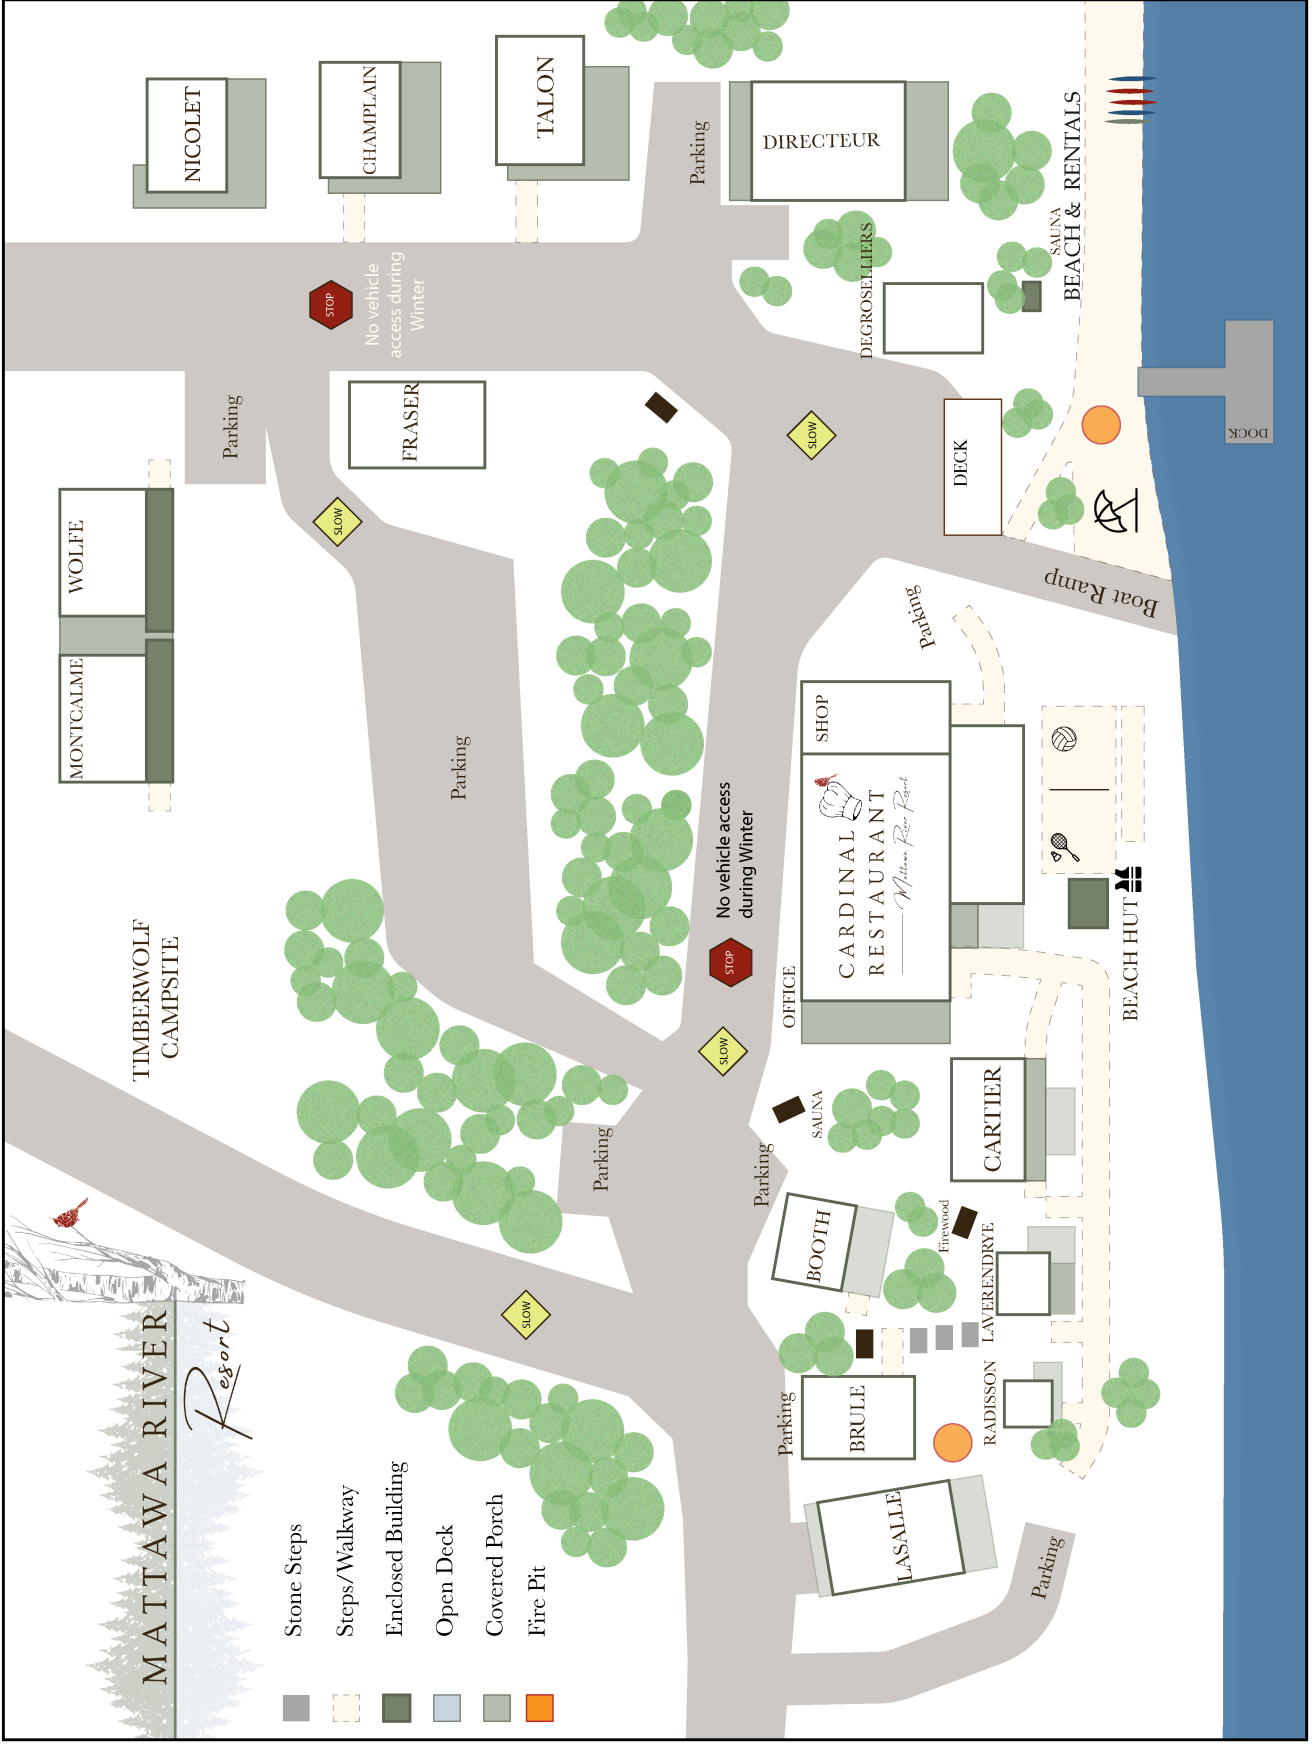 MATTAWA RIVER
Resort
Stone Steps
Steps/Walkway
Enclosed Building
Open Deck
Covered Porch
Fire Pit
TIMBERWOLF
CAMPSITE
MONTCALME
WOLFE
NICOLET
CHAMPLAIN
TALON
Parking
STOP
No vehicle
access during
Winter
FRASER
SLOW
Parking
SLOW
Parking
Parking
DIRECTEUR
DEGROSELLIERS
SAUNA
BEACH & RENTALS
SLOW
DECK
DOCK
Boat Ramp
Parking
SHOP
CARDINAL
RESTAURANT
Mattawa River Resort
OFFICE
No vehicle access
during Winter
STOP
SLOW
BEACH HUT
SAUNA
Parking
Parking
CARTIER
BOOTH
Firewood
LAVERENDRYE
RADISSON
BRULE
Parking
LASALLE
Parking